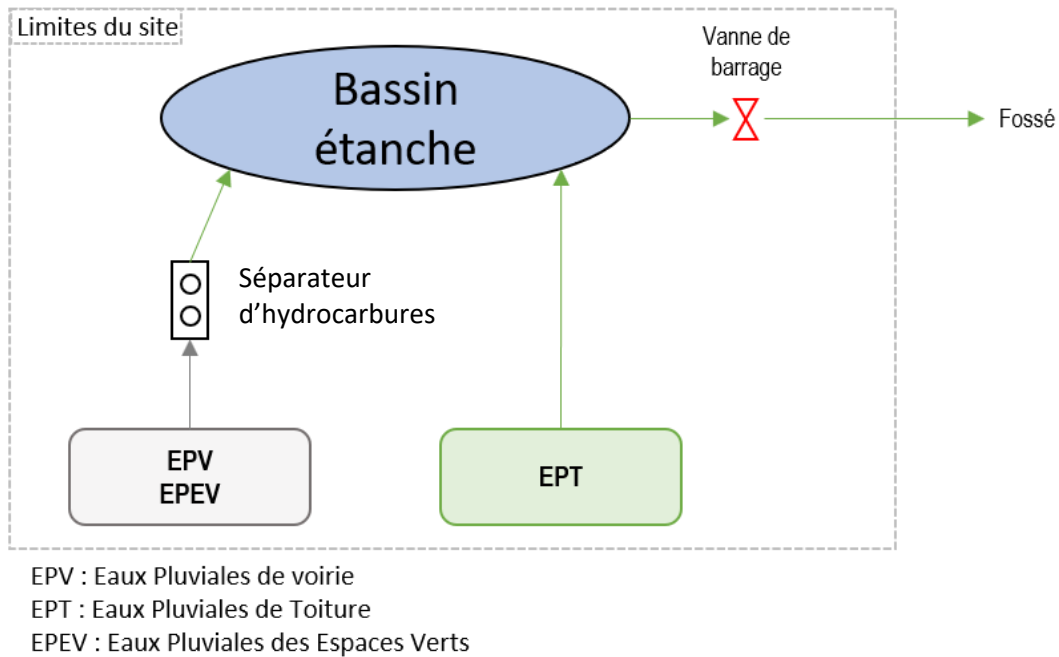 Limites du site
Vanne de
barrage
Bassin
étanche
Fossé
Séparateur
d’hydrocarbures
EPV
EPEV
EPT
EPV : Eaux Pluviales de voirie
EPT : Eaux Pluviales de Toiture
EPEV : Eaux Pluviales des Espaces Verts